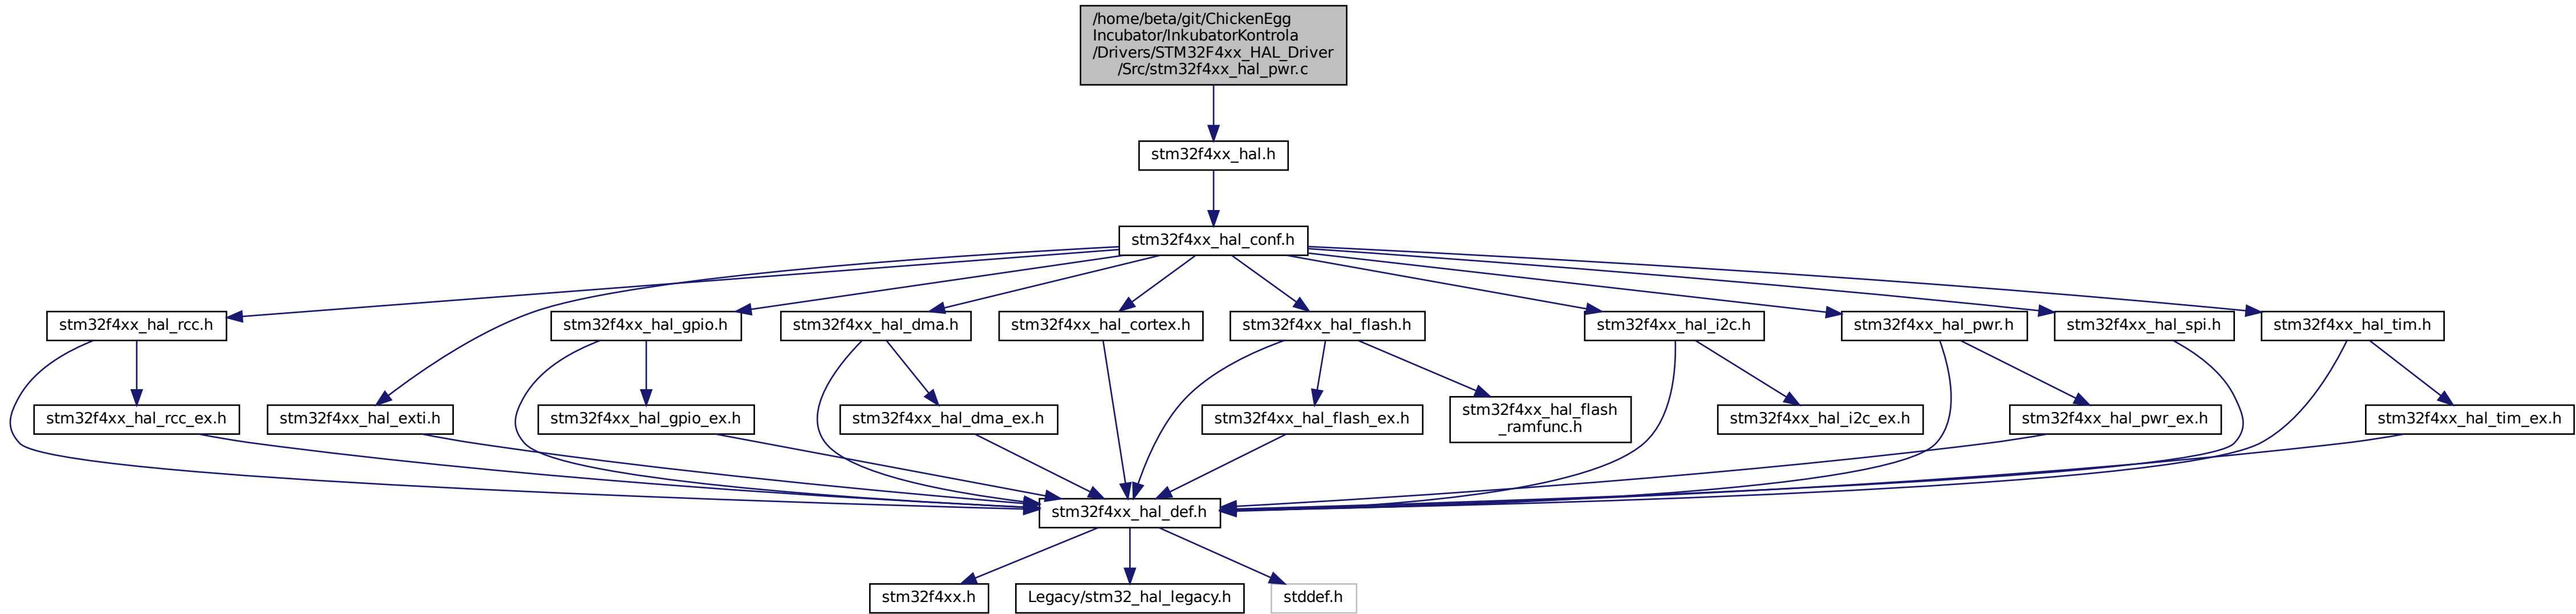 /home/beta/git/ChickenEgg
Incubator/InkubatorKontrola
/Drivers/STM32F4xx_HAL_Driver
/Src/stm32f4xx_hal_pwr.c
stm32f4xx_hal.h
stm32f4xx_hal_conf.h
stm32f4xx_hal_rcc.h
stm32f4xx_hal_gpio.h
stm32f4xx_hal_dma.h
stm32f4xx_hal_cortex.h
stm32f4xx_hal_flash.h
stm32f4xx_hal_i2c.h
stm32f4xx_hal_pwr.h
stm32f4xx_hal_spi.h
stm32f4xx_hal_tim.h
stm32f4xx_hal_rcc_ex.h
stm32f4xx_hal_exti.h
stm32f4xx_hal_gpio_ex.h
stm32f4xx_hal_dma_ex.h
stm32f4xx_hal_flash_ex.h
stm32f4xx_hal_flash
_ramfunc.h
stm32f4xx_hal_i2c_ex.h
stm32f4xx_hal_pwr_ex.h
stm32f4xx_hal_tim_ex.h
stm32f4xx_hal_def.h
stm32f4xx.h
Legacy/stm32_hal_legacy.h
stddef.h